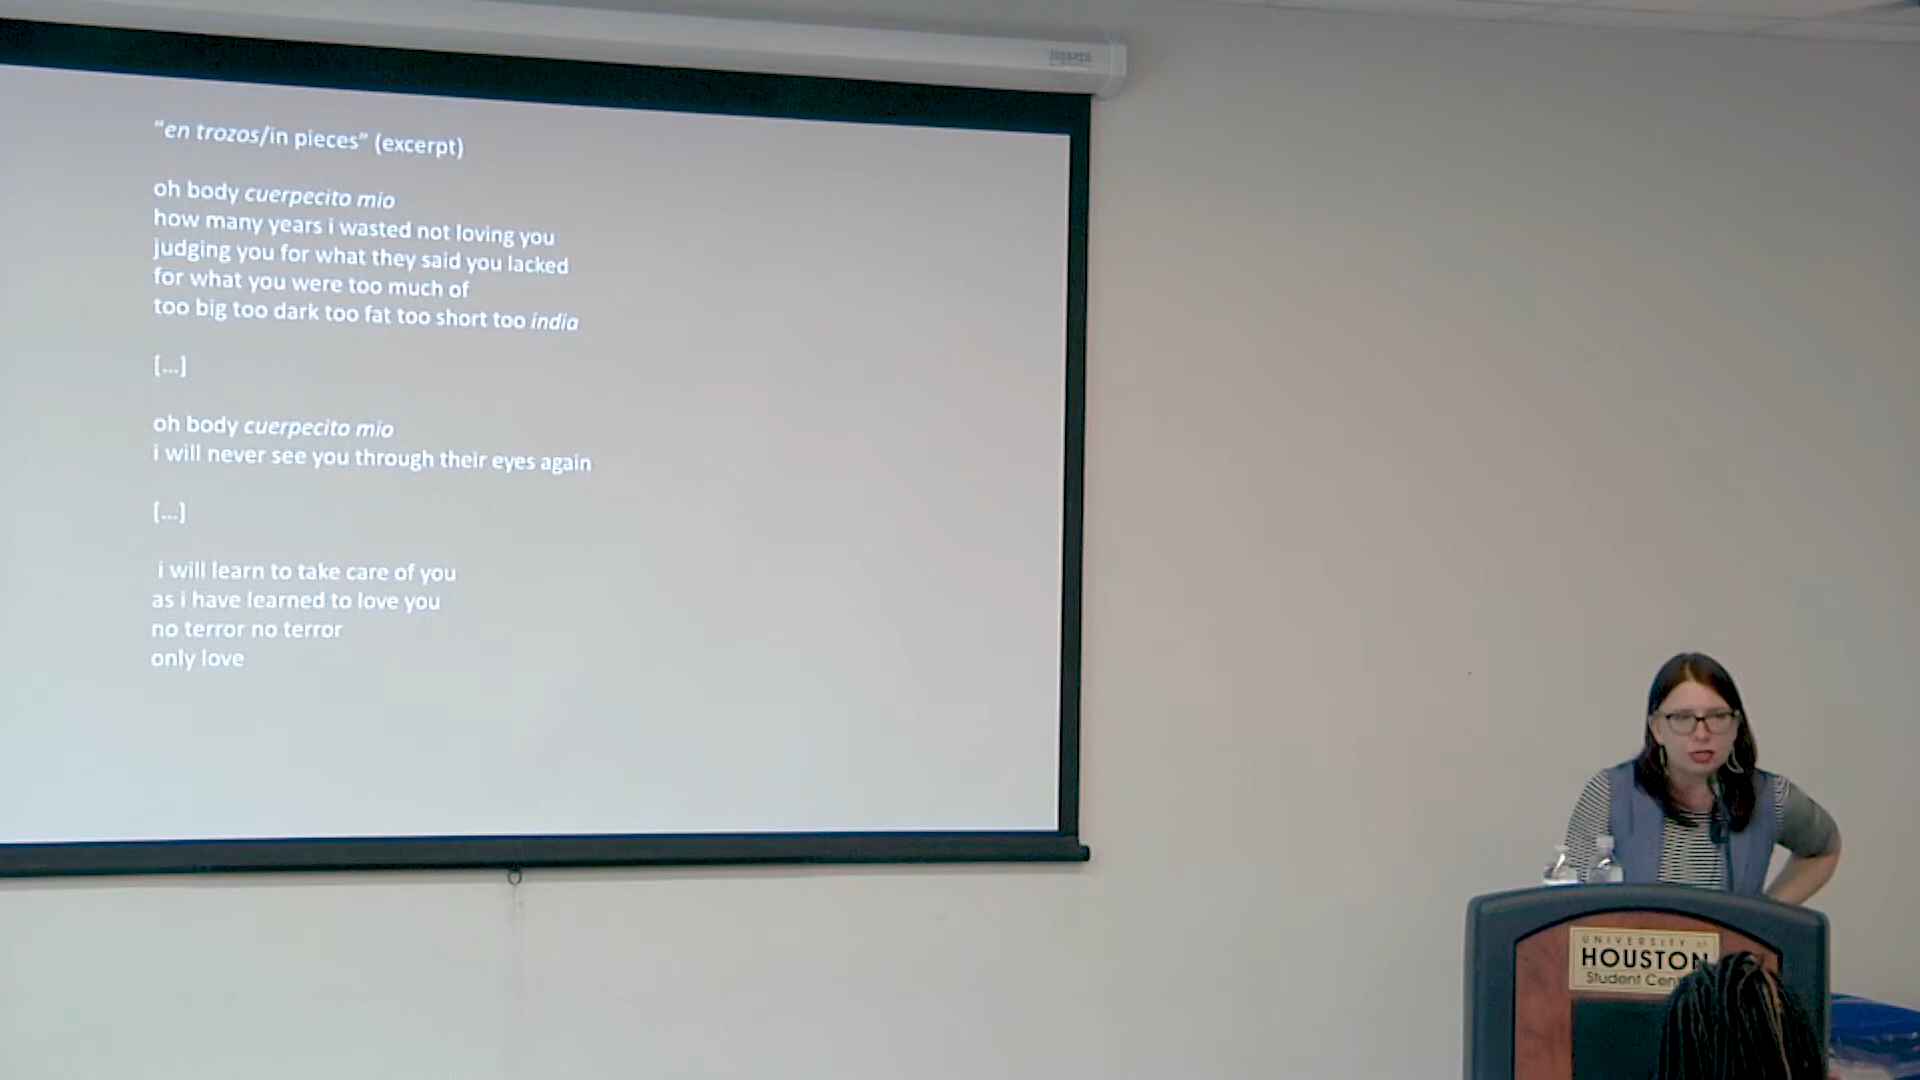 "en trozos/in pieces" (excerpt)
oh body cuerpecito mio
how many years i wasted not loving you
judging you for what they said you lacked
for what you were too much of
too big too dark too fat too short too india
[...]
oh body cuerpecito mio
i will never see you through their eyes again
[...]
i will learn to take care of you
as i have learned to love you
no terror no terror
only love
UNIVERSITY of
HOUSTON
Student Cen